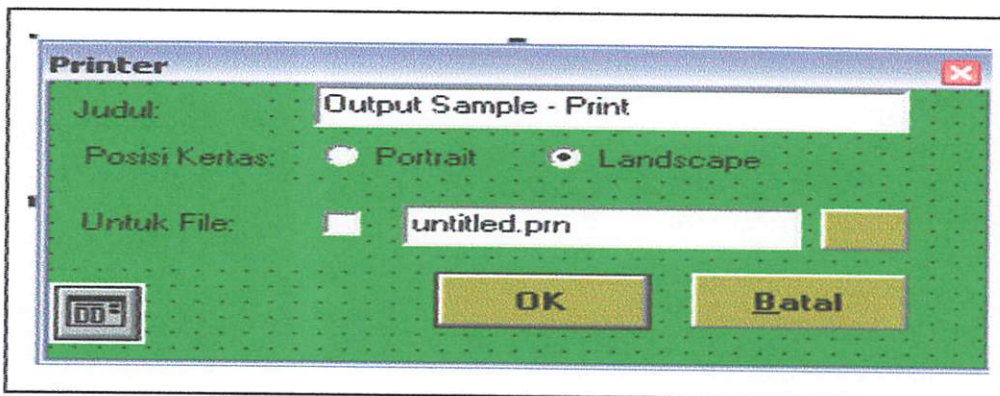 Printer
Judul: Output Sample - Print
Posisi Kertas: Portrait Landscape
Untuk File: untitled.prn
OK Batal